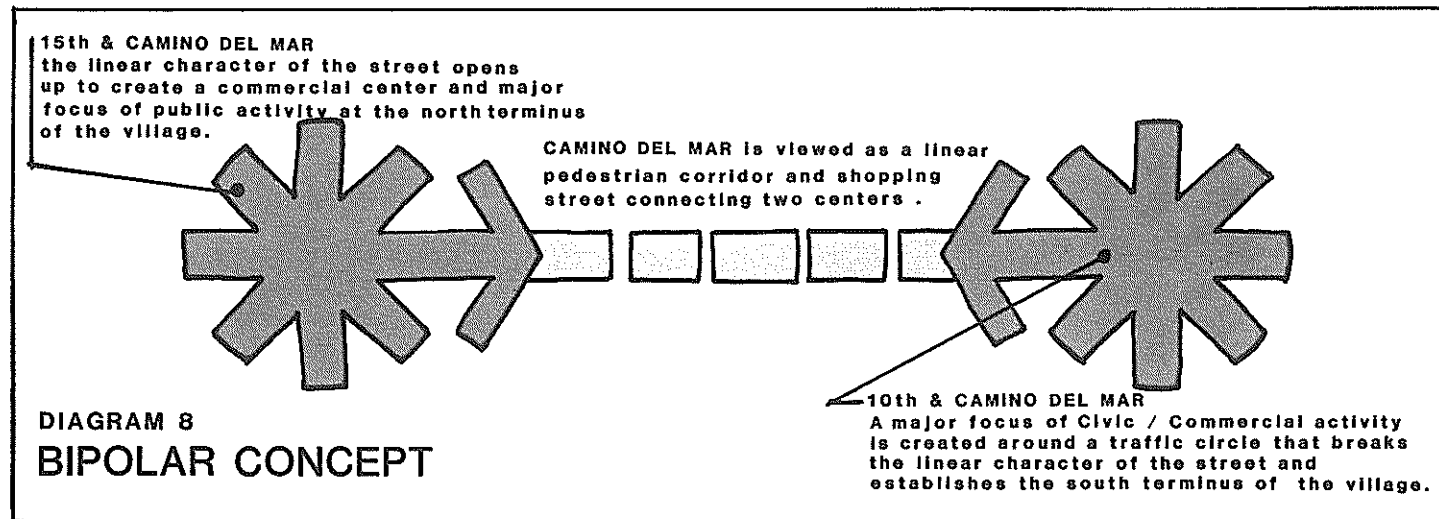 15th & CAMINO DEL MAR
the linear character of the street opens
up to create a commercial center and major
focus of public activity at the north terminus
of the village.
CAMINO DEL MAR is viewed as a linear
pedestrian corridor and shopping
street connecting two centers .
10th & CAMINO DEL MAR
A major focus of Civic / Commercial activity
is created around a traffic circle that breaks
the linear character of the street and
establishes the south terminus of the village.
DIAGRAM 8
BIPOLAR CONCEPT